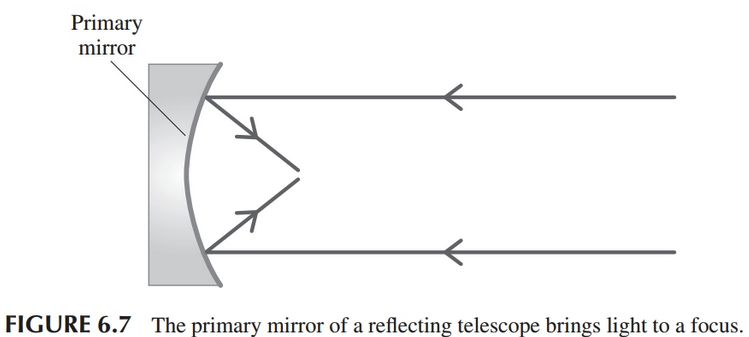 Primary
mirror
FIGURE 6.7 The primary mirror of a reflecting telescope brings light to a focus.